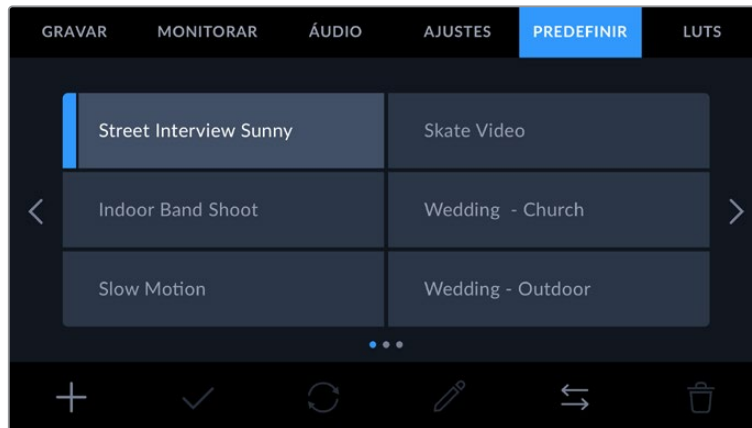 GRAVAR MONITORAR ÁUDIO AJUSTES PREDEFINIR LUTS
Street Interview Sunny Skate Video
Indoor Band Shoot Wedding - Church
Slow Motion Wedding - Outdoor